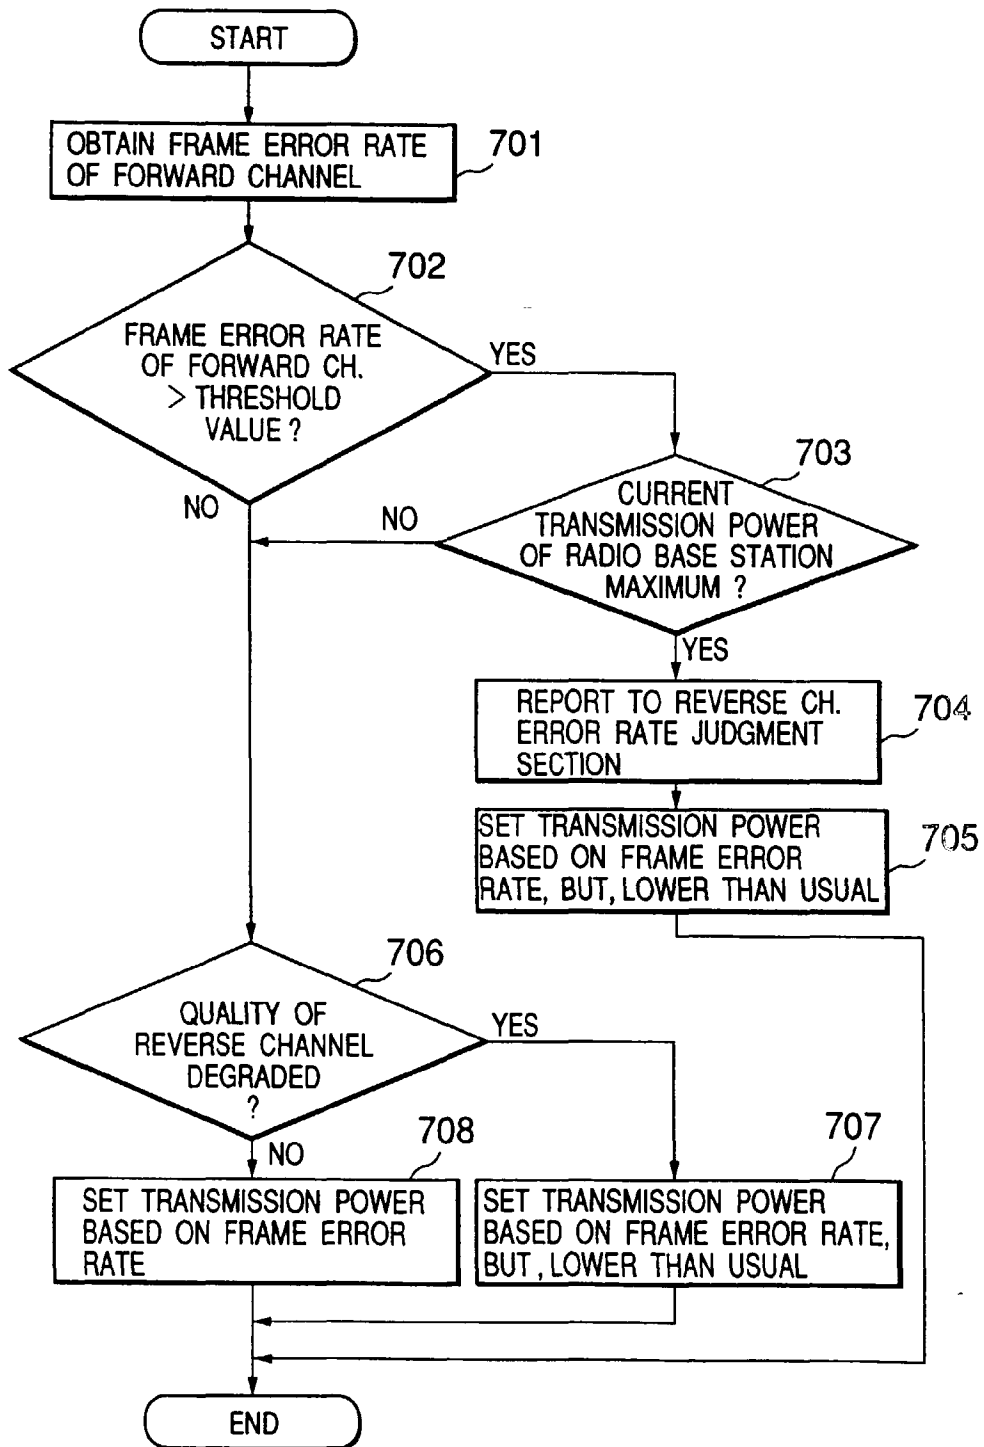 START
OBTAIN FRAME ERROR RATE
OF FORWARD CHANNEL
701
702
FRAME ERROR RATE
OF FORWARD CH.
> THRESHOLD
VALUE ?
YES
NO
703
CURRENT
TRANSMISSION POWER
OF RADIO BASE STATION
MAXIMUM ?
NO
YES
REPORT TO REVERSE CH.
ERROR RATE JUDGMENT
SECTION
704
SET TRANSMISSION POWER
BASED ON FRAME ERROR
RATE, BUT, LOWER THAN USUAL
705
706
QUALITY OF
REVERSE CHANNEL
DEGRADED
?
YES
NO
708
SET TRANSMISSION POWER
BASED ON FRAME ERROR
RATE
707
SET TRANSMISSION POWER
BASED ON FRAME ERROR RATE,
BUT, LOWER THAN USUAL
END